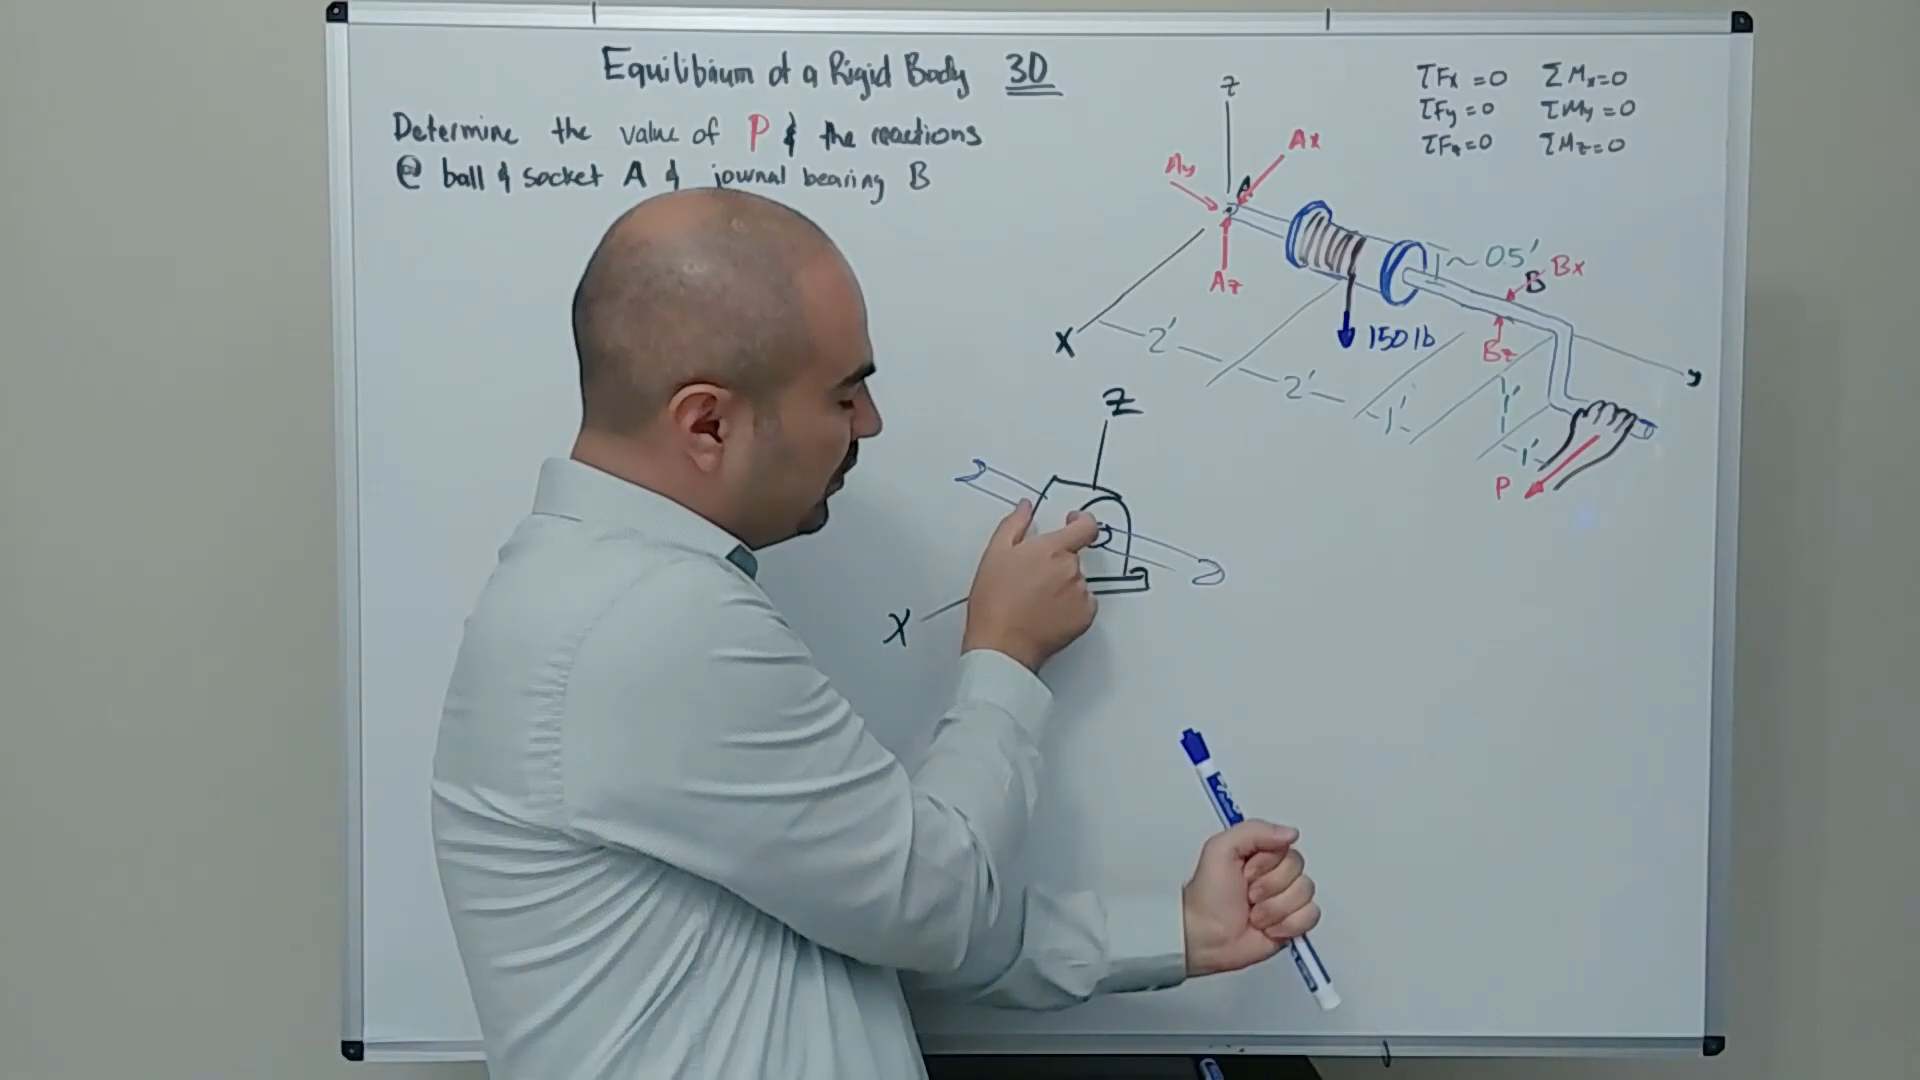 Equilibium of a Rigid Body 3D
Determine the value of P & the reactions
@ ball & socket A & journal bearing B
ΣFx =0 ΣMx=0
ΣFy =0 ΣMy =0
ΣFz=0 ΣMz=0
z
Ay
Ax
A
Az
~ 0.5'
B
Bx
Bz
150 lb
X
2'
2'
1'
1'
1'
y
P
Z
X